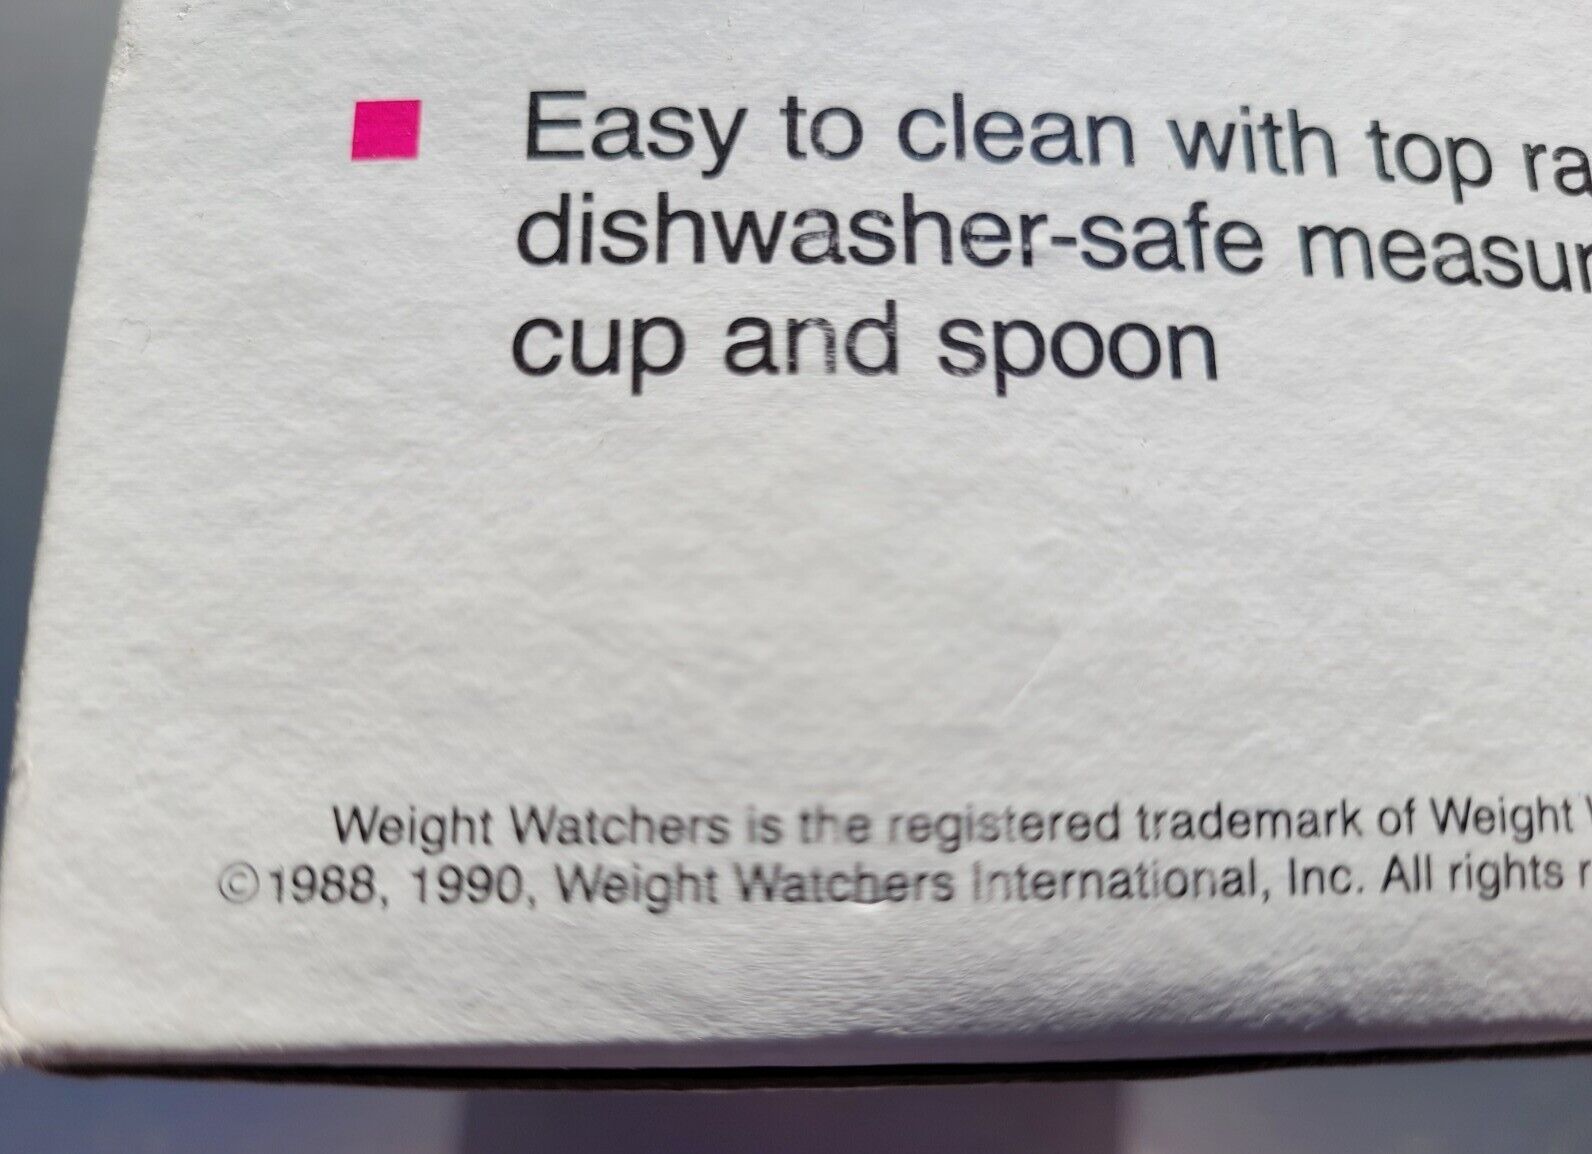 Easy to clean with top ra
dishwasher-safe measur
cup and spoon
Weight Watchers is the registered trademark of Weight
©1988, 1990, Weight Watchers International, Inc. All rights r